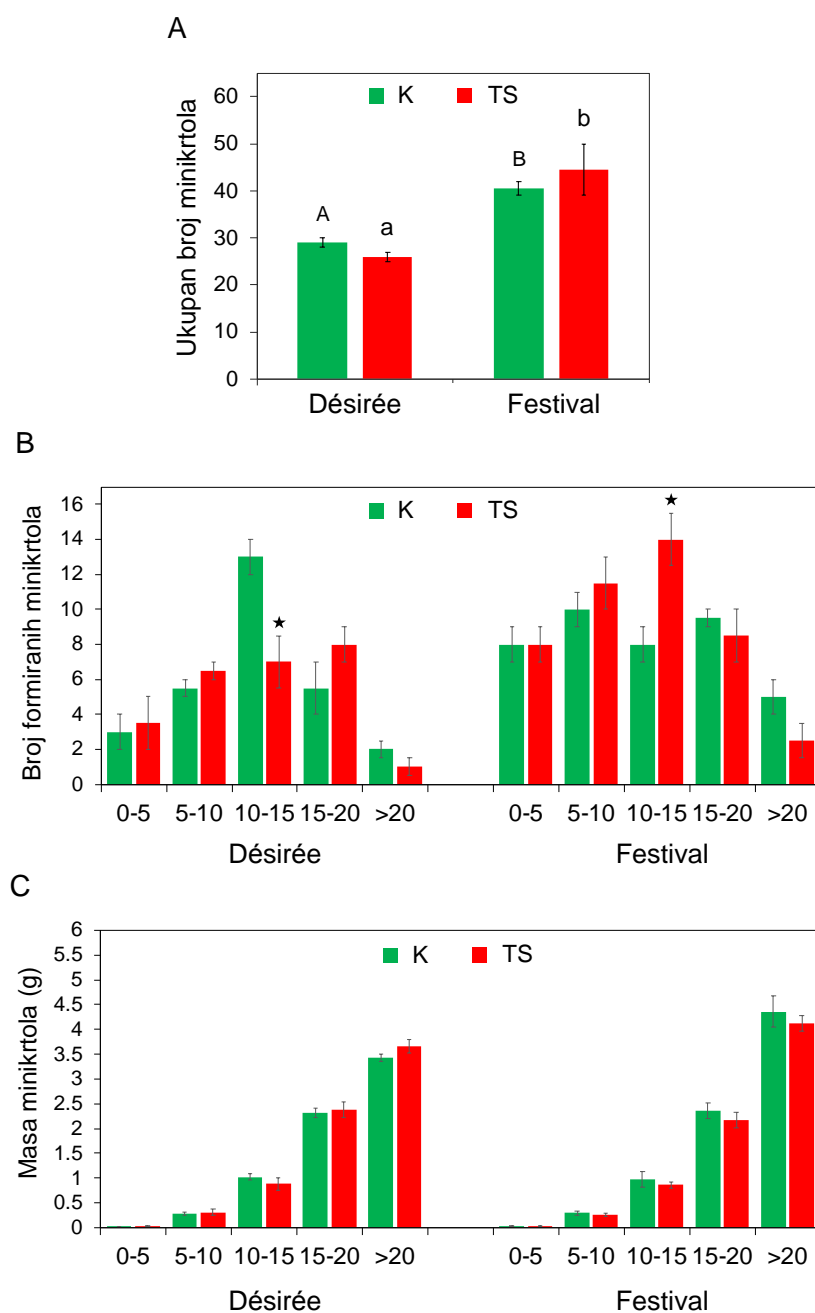 A
Ukupan broj minikrtola
60
50
40
30
20
10
0
K TS
A a B b
Désirée Festival
B
Broj formiranih minikrtola
16
14
12
10
8
6
4
2
0
K TS
★ ★
0-5 5-10 10-15 15-20 >20 0-5 5-10 10-15 15-20 >20
Désirée Festival
C
Masa minikrtola (g)
6
5.5
5
4.5
4
3.5
3
2.5
2
1.5
1
0.5
0
K TS
0-5 5-10 10-15 15-20 >20 0-5 5-10 10-15 15-20 >20
Désirée Festival